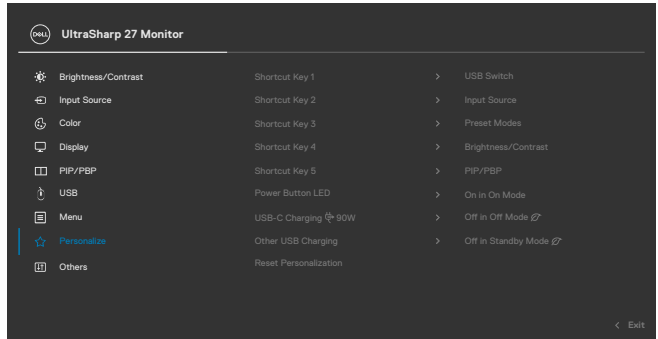 DELL UltraSharp 27 Monitor
Brightness/Contrast Shortcut Key 1 > USB Switch
Input Source Shortcut Key 2 > Input Source
Color Shortcut Key 3 > Preset Modes
Display Shortcut Key 4 > Brightness/Contrast
PIP/PBP Shortcut Key 5 > PIP/PBP
USB Power Button LED > On in On Mode
Menu USB-C Charging 90W > Off in Off Mode
Personalize Other USB Charging > Off in Standby Mode
Others Reset Personalization
< Exit